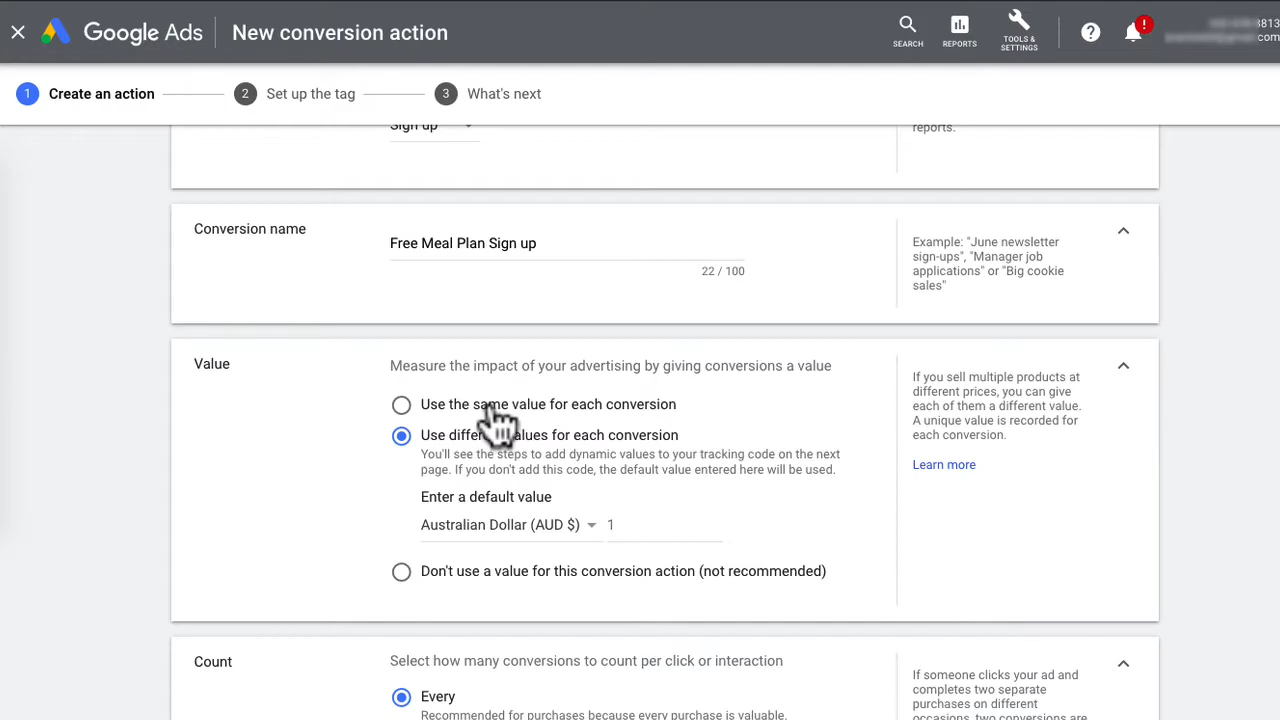 Google Ads
New conversion action
SEARCH
REPORTS
TOOLS &
SETTINGS
!
3813
com
1 Create an action
2 Set up the tag
3 What's next
Sign up
reports.
Conversion name
Free Meal Plan Sign up
22 / 100
Example: "June newsletter
sign-ups", "Manager job
applications" or "Big cookie
sales"
Value
Measure the impact of your advertising by giving conversions a value
Use the same value for each conversion
Use different values for each conversion
You'll see the steps to add dynamic values to your tracking code on the next
page. If you don't add this code, the default value entered here will be used.
Enter a default value
Australian Dollar (AUD $) 1
Don't use a value for this conversion action (not recommended)
If you sell multiple products at
different prices, you can give
each of them a different value.
A unique value is recorded for
each conversion.
Learn more
Count
Select how many conversions to count per click or interaction
Every
Recommended for purchases because every purchase is valuable.
If someone clicks your ad and
completes two separate
purchases on different
occasions, two conversions are